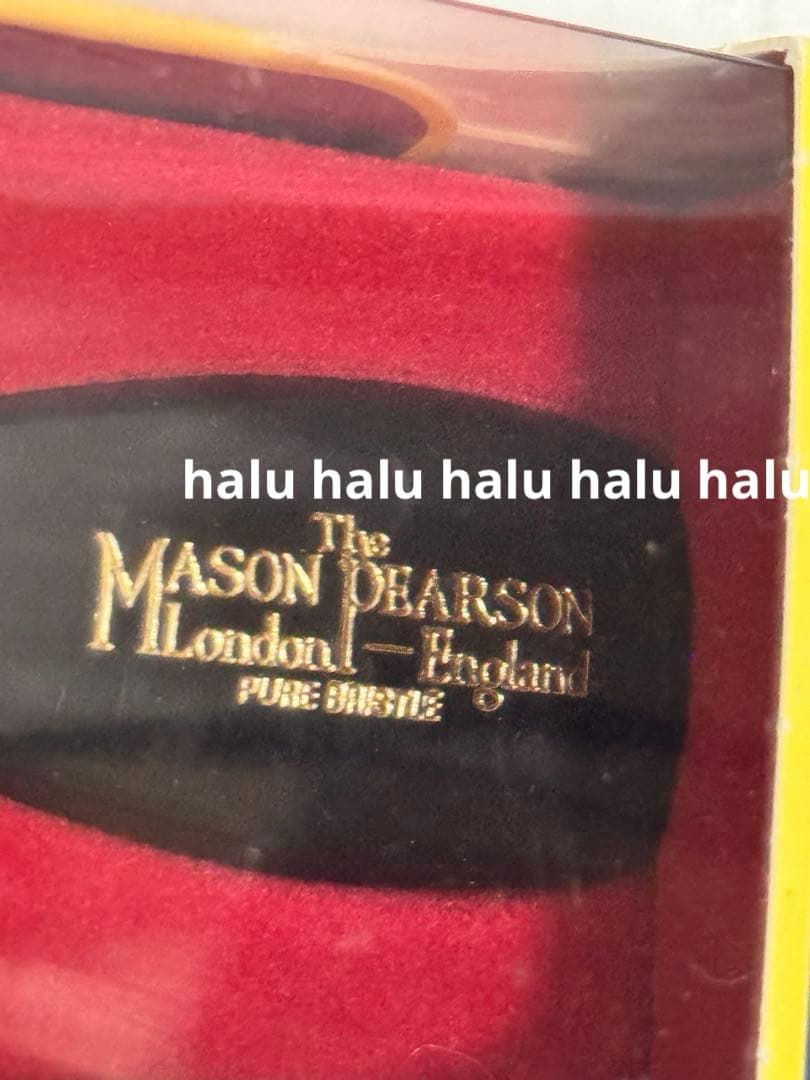 halu halu halu halu halu
The
MASON PEARSON
London – England
PURE BRISTLE